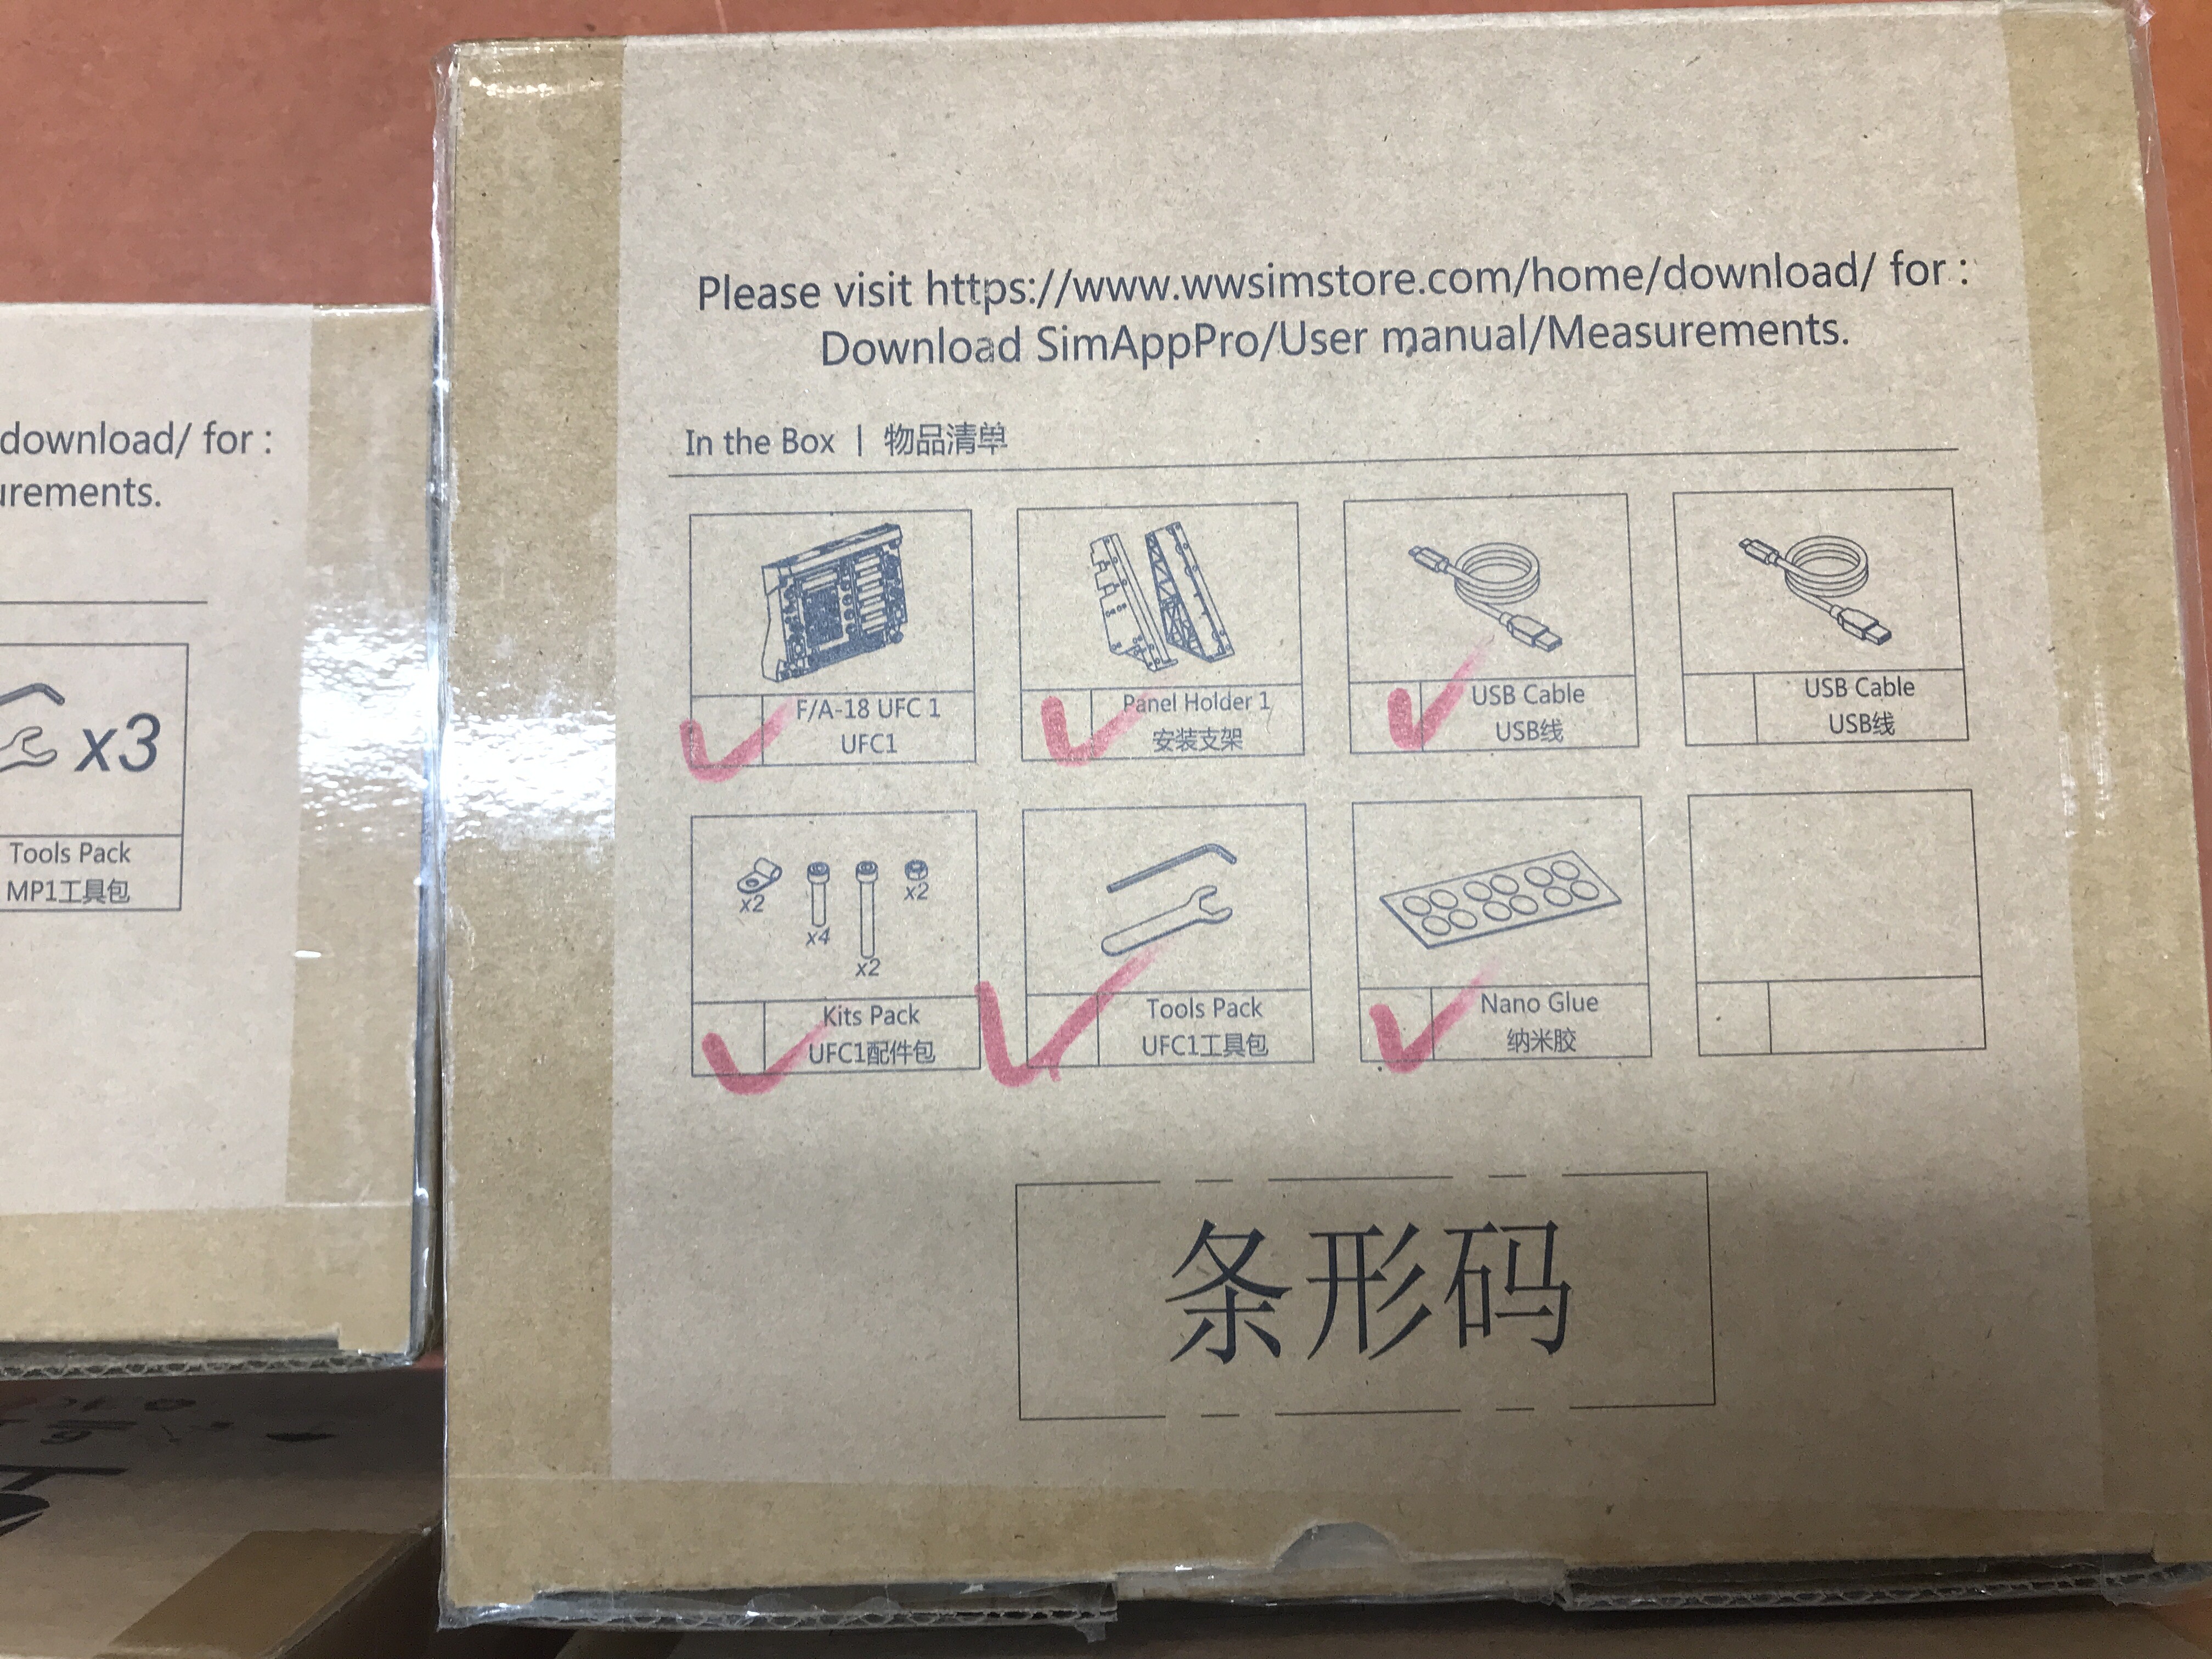 Please visit https://www.wwsimstore.com/home/download/ for :
Download SimAppPro/User manual/Measurements.
In the Box | 物品清单
F/A-18 UFC 1
UFC1
Panel Holder 1
安装支架
USB Cable
USB线
USB Cable
USB线
x2
x4
x2
x2
Kits Pack
UFC1配件包
Tools Pack
UFC1工具包
Nano Glue
纳米胶
条形码
download/ for :
urements.
x3
Tools Pack
MP1工具包